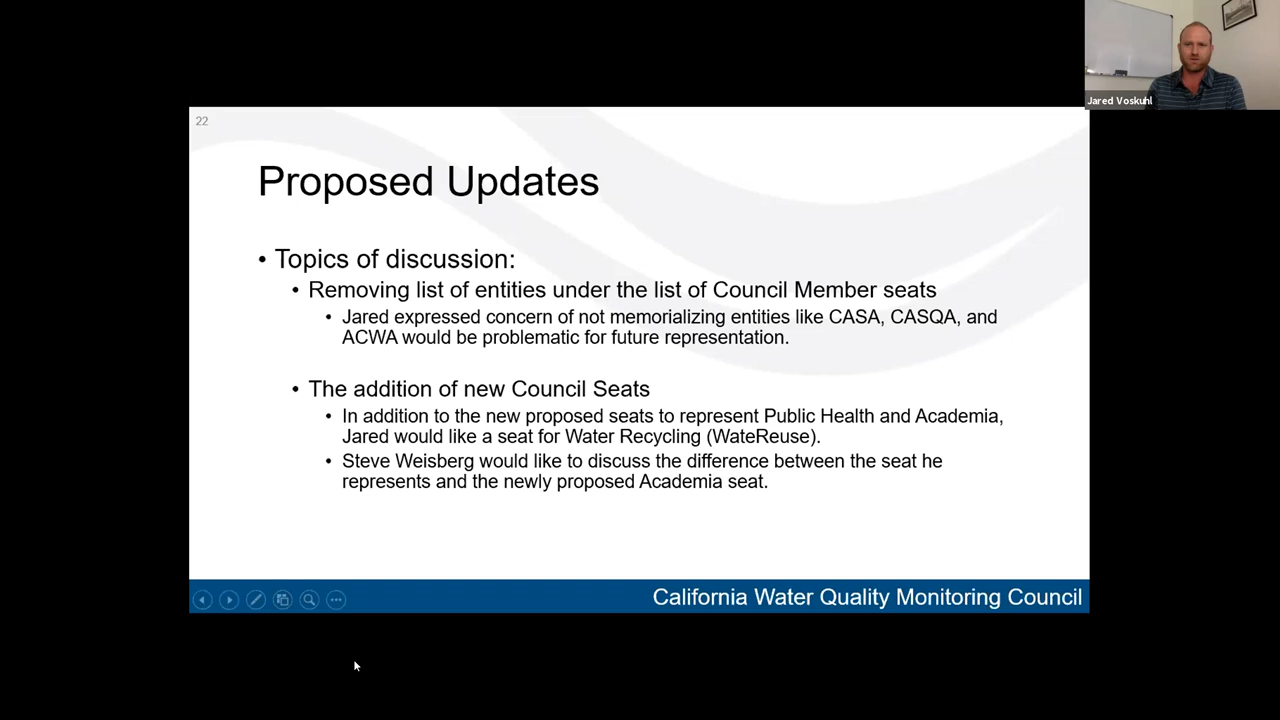 Jared Voskuhl
22
Proposed Updates
• Topics of discussion:
• Removing list of entities under the list of Council Member seats
• Jared expressed concern of not memorializing entities like CASA, CASQA, and
ACWA would be problematic for future representation.
• The addition of new Council Seats
• In addition to the new proposed seats to represent Public Health and Academia,
Jared would like a seat for Water Recycling (WateReuse).
• Steve Weisberg would like to discuss the difference between the seat he
represents and the newly proposed Academia seat.
California Water Quality Monitoring Council